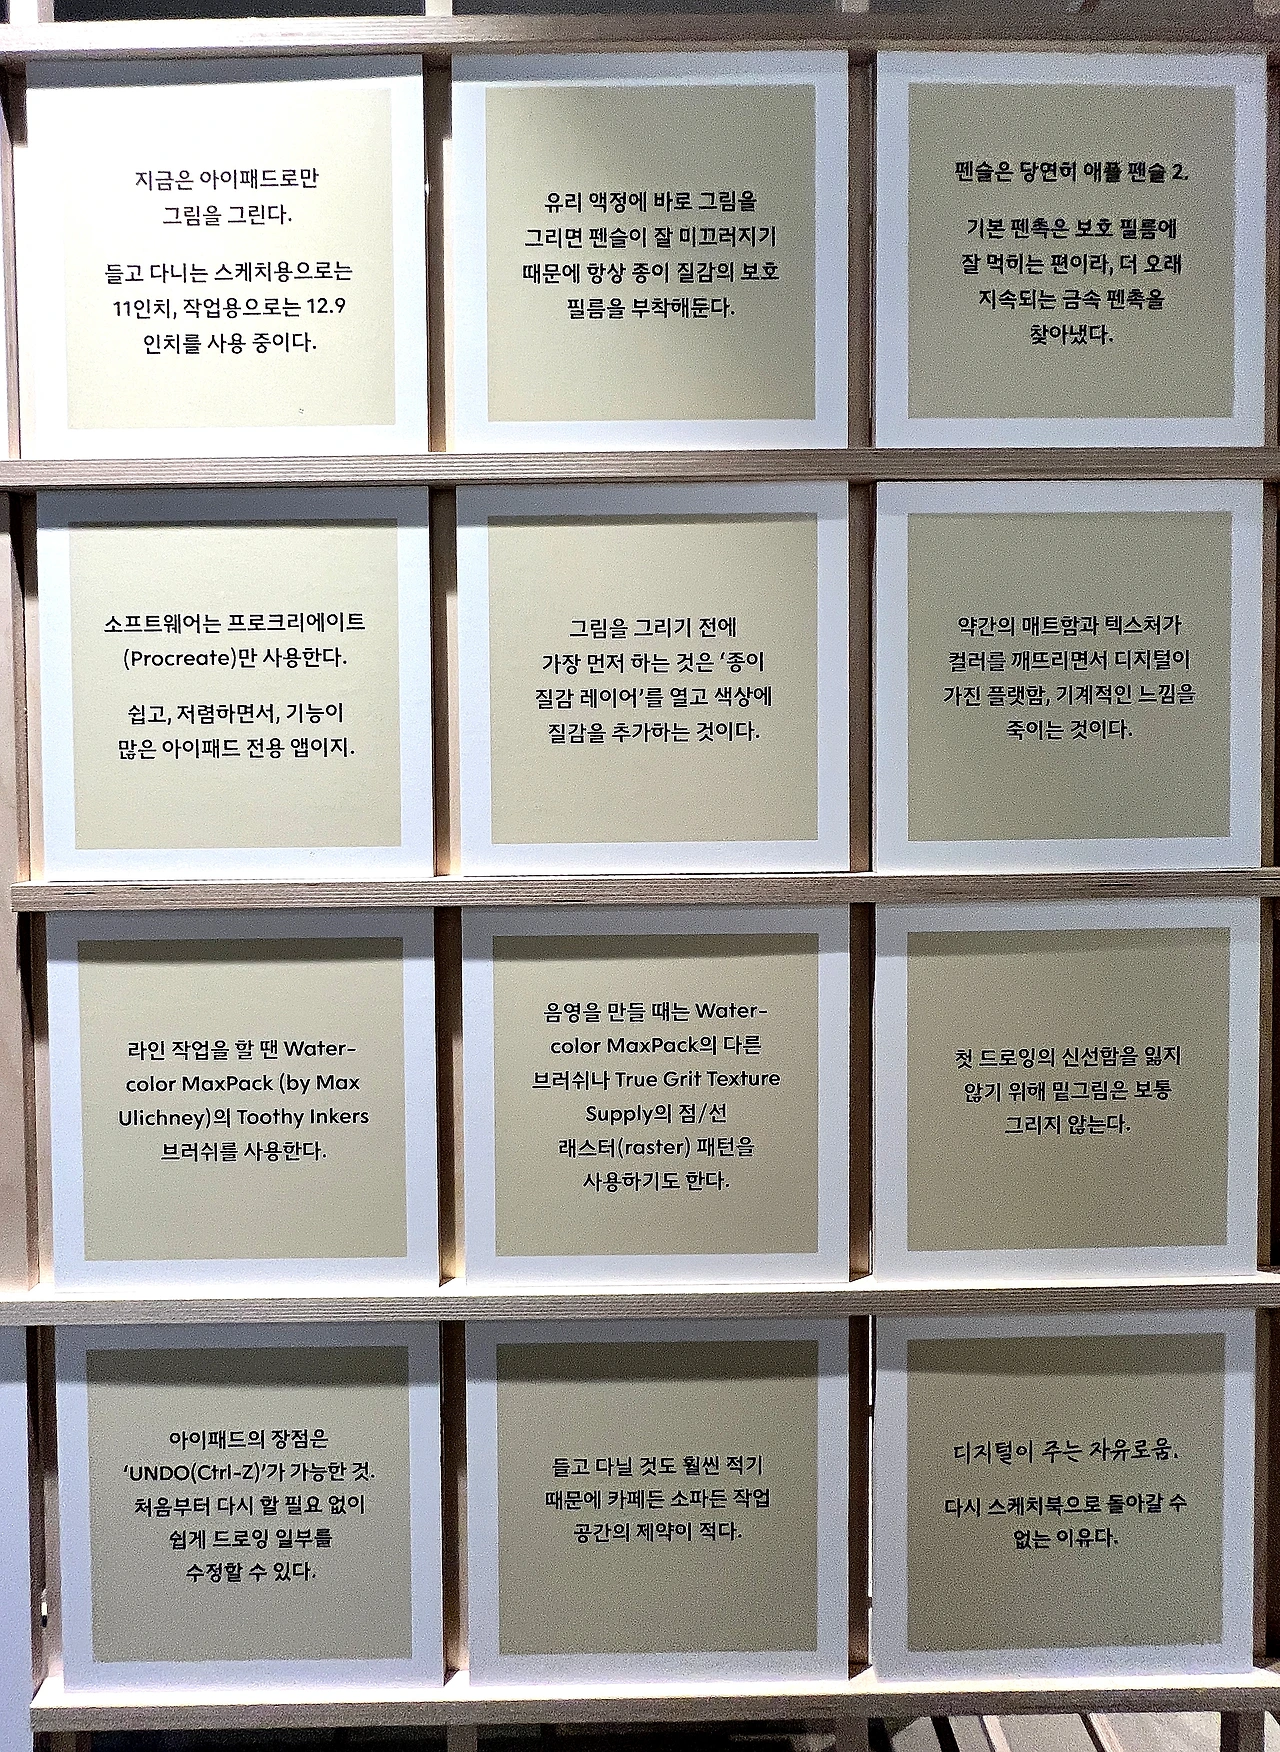 지금은 아이패드로만
그림을 그린다.
들고 다니는 스케치용으로는
11인치, 작업용으로는 12.9
인치를 사용 중이다.
유리 액정에 바로 그림을
그리면 펜슬이 잘 미끄러지기
때문에 항상 종이 질감의 보호
필름을 부착해둔다.
펜슬은 당연히 애플 펜슬 2.
기본 펜촉은 보호 필름에
잘 먹히는 편이라, 더 오래
지속되는 금속 펜촉을
찾아냈다.
소프트웨어는 프로크리에이트
(Procreate)만 사용한다.
쉽고, 저렴하면서, 기능이
많은 아이패드 전용 앱이지.
그림을 그리기 전에
가장 먼저 하는 것은 ‘종이
질감 레이어’를 열고 색상에
질감을 추가하는 것이다.
약간의 매트함과 텍스쳐가
컬러를 깨뜨리면서 디지털이
가진 플랫함, 기계적인 느낌을
죽이는 것이다.
라인 작업을 할 땐 Water-
color MaxPack (by Max
Ulichney)의 Toothy Inkers
브러쉬를 사용한다.
음영을 만들 때는 Water-
color MaxPack의 다른
브러쉬나 True Grit Texture
Supply의 점/선
래스터(raster) 패턴을
사용하기도 한다.
첫 드로잉의 신선함을 잃지
않기 위해 밑그림은 보통
그리지 않는다.
아이패드의 장점은
‘UNDO(Ctrl-Z)’가 가능한 것.
처음부터 다시 할 필요 없이
쉽게 드로잉 일부를
수정할 수 있다.
들고 다닐 것도 훨씬 적기
때문에 카페든 소파든 작업
공간의 제약이 적다.
디지털이 주는 자유로움.
다시 스케치북으로 돌아갈 수
없는 이유다.